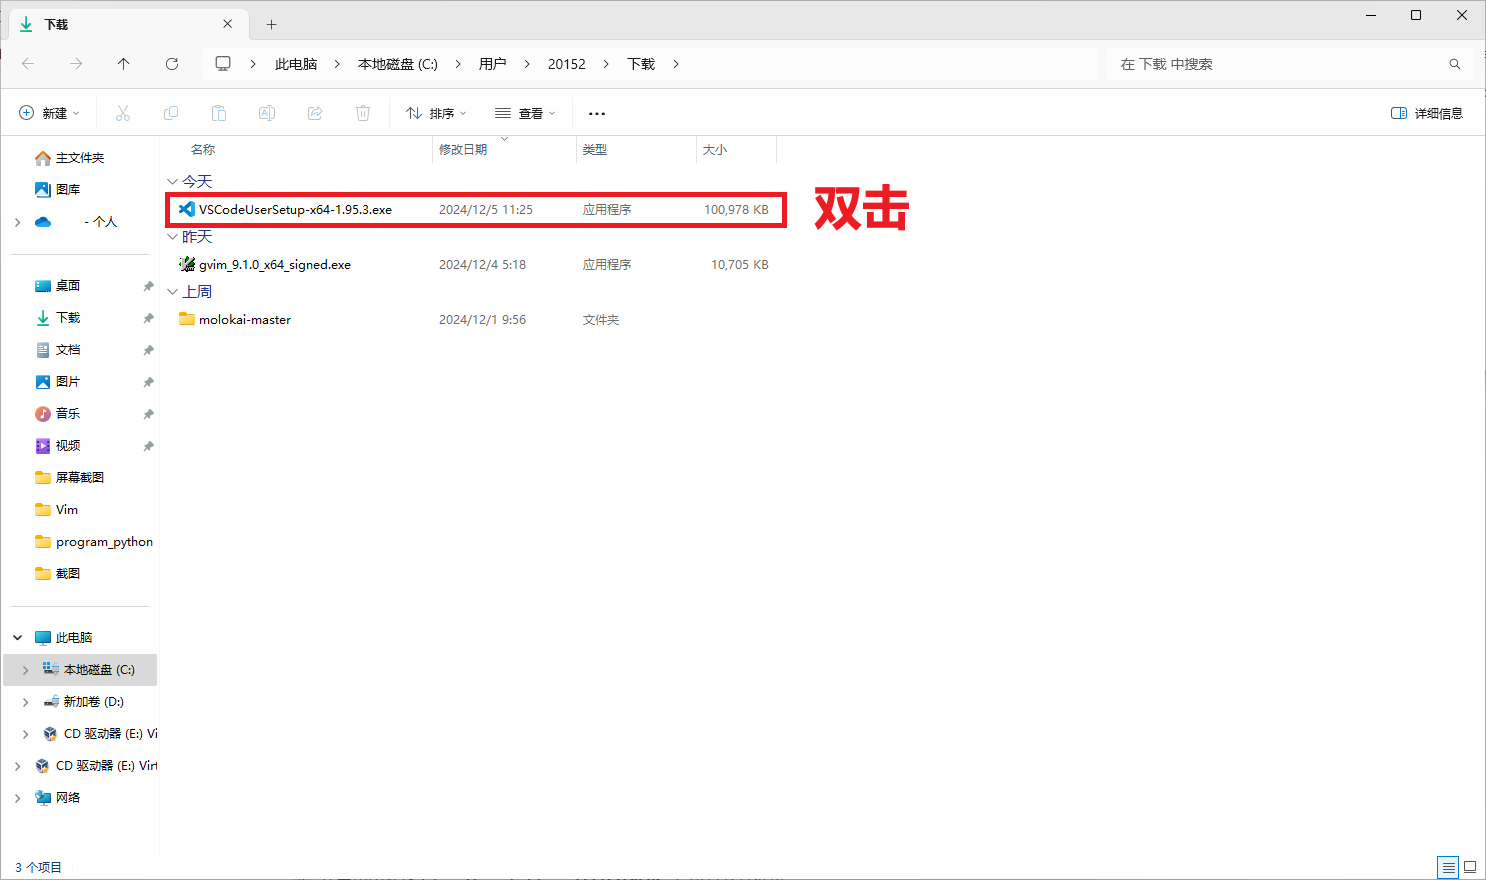 下载
此电脑 本地磁盘 (C:) 用户 20152 下载
在 下载 中搜索
新建 排序 查看 ... 详细信息
名称 修改日期 类型 大小
今天
VSCodeUserSetup-x64-1.95.3.exe 2024/12/5 11:25 应用程序 100,978 KB
双击
昨天
gvim_9.1.0_x64_signed.exe 2024/12/4 5:18 应用程序 10,705 KB
上周
molokai-master 2024/12/1 9:56 文件夹
主文件夹
图库
- 个人
桌面
下载
文档
图片
音乐
视频
屏幕截图
Vim
program_python
截图
此电脑
本地磁盘 (C:)
新加卷 (D:)
CD 驱动器 (E:) Vi
CD 驱动器 (E:) Virt
网络
3 个项目